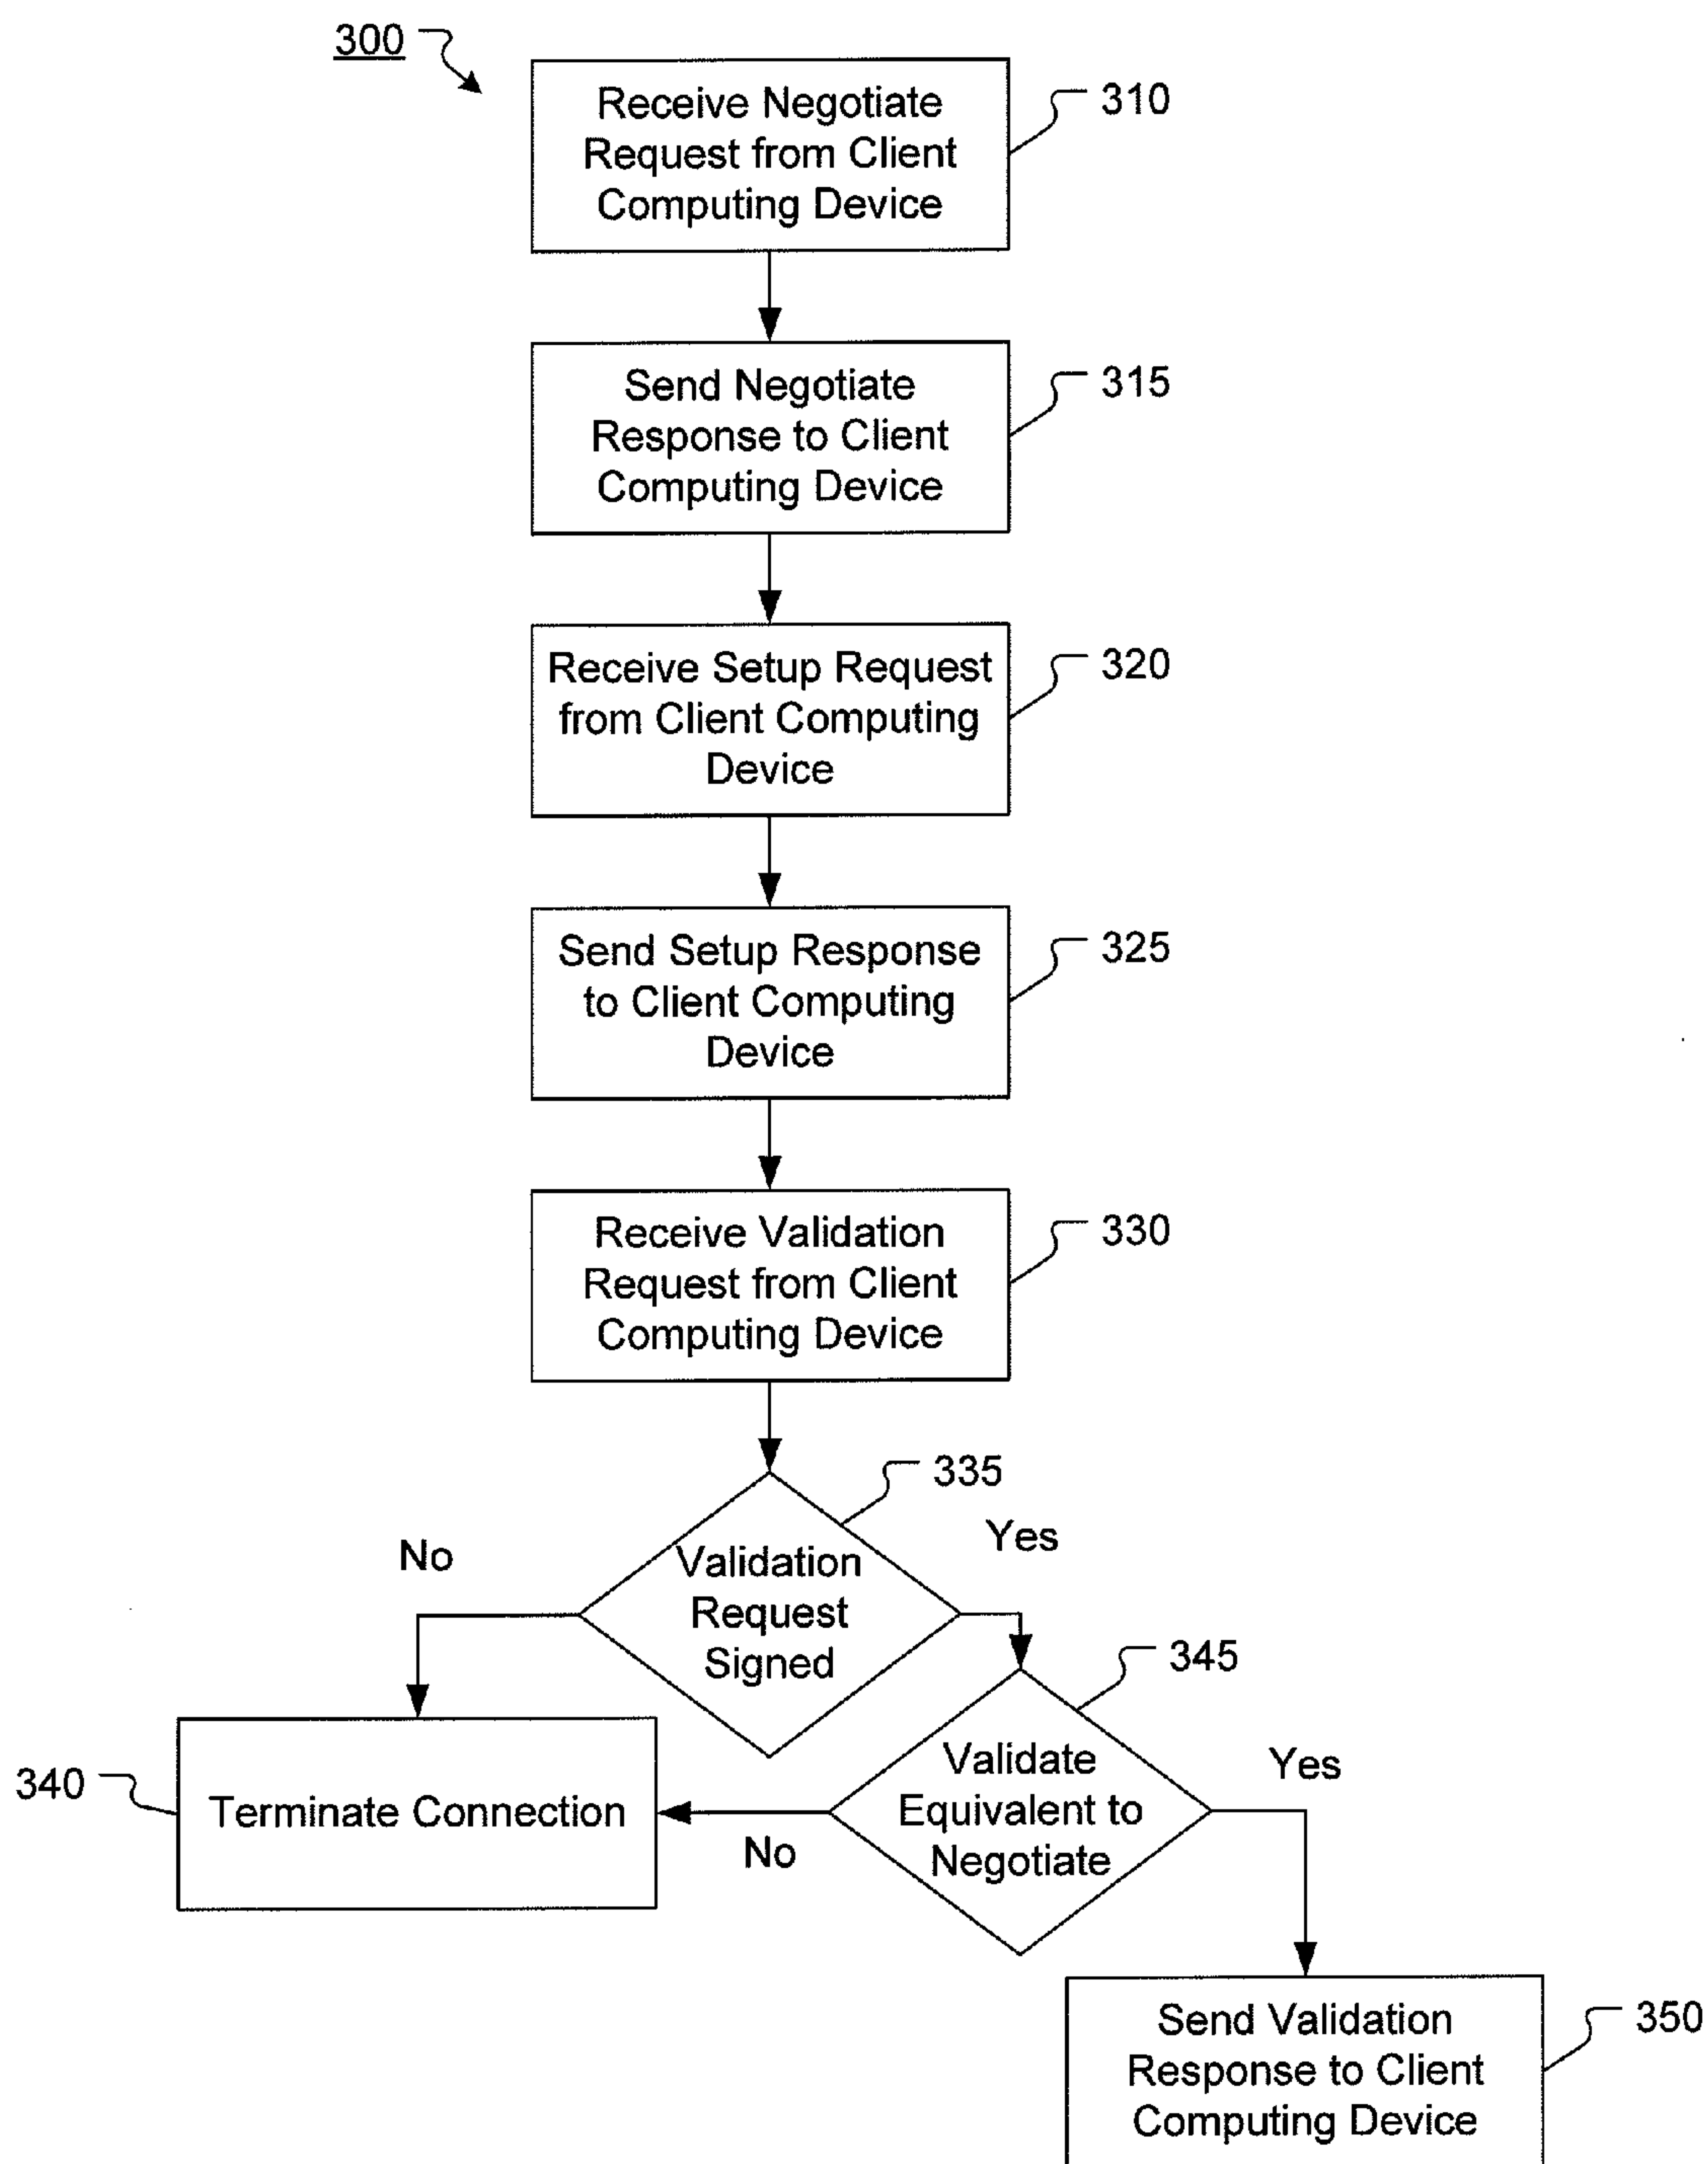 300
Receive Negotiate
Request from Client
Computing Device
310
Send Negotiate
Response to Client
Computing Device
315
Receive Setup Request
from Client Computing
Device
320
Send Setup Response
to Client Computing
Device
325
Receive Validation
Request from Client
Computing Device
330
335
No
Yes
Validation
Request
Signed
345
340
Terminate Connection
No
Validate
Equivalent to
Negotiate
Yes
Send Validation
Response to Client
Computing Device
350